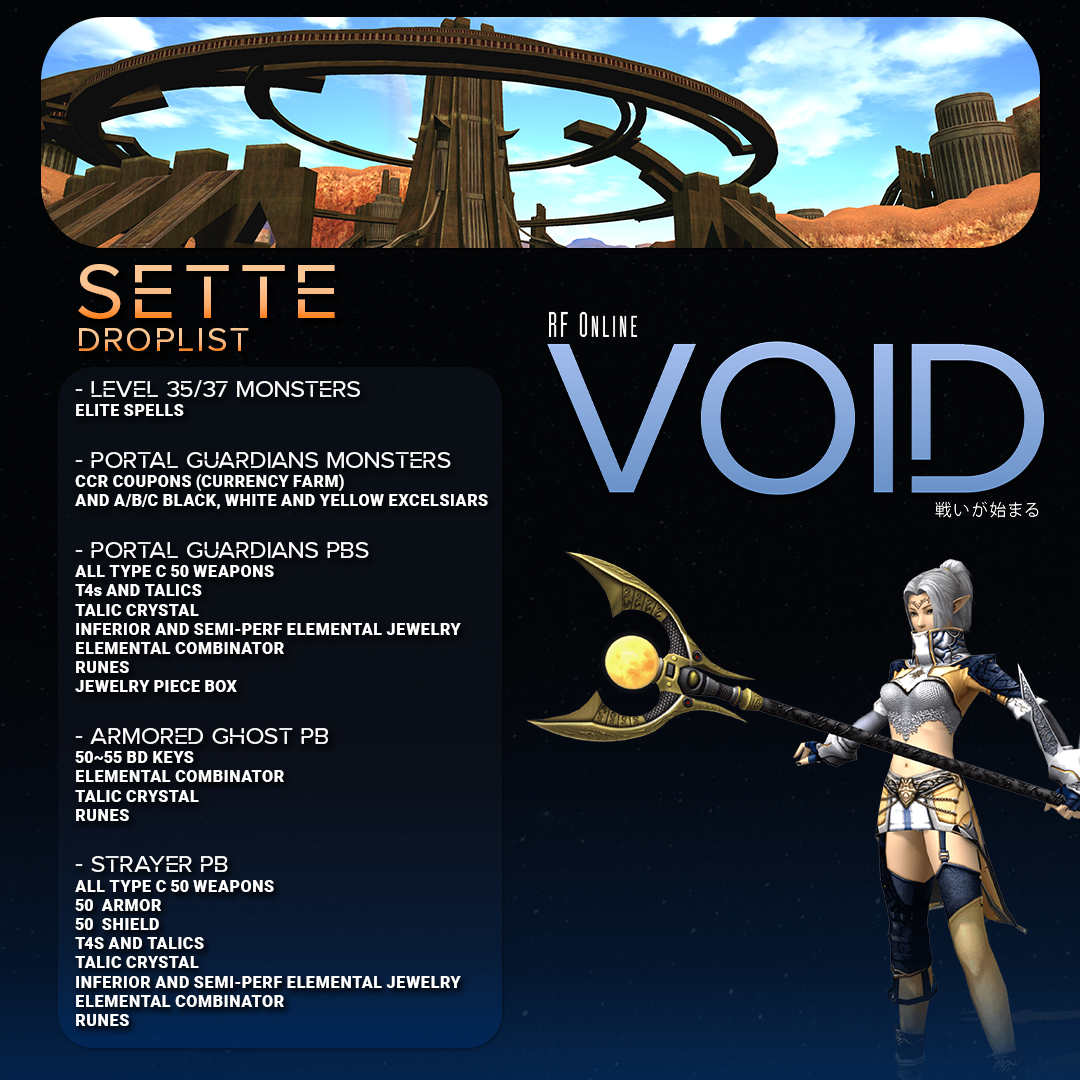 SETTE
DROPLIST
- LEVEL 35/37 MONSTERS
ELITE SPELLS
- PORTAL GUARDIANS MONSTERS
CCR COUPONS (CURRENCY FARM)
AND A/B/C BLACK, WHITE AND YELLOW EXCELSIARS
- PORTAL GUARDIANS PBS
ALL TYPE C 50 WEAPONS
T4s AND TALICS
TALIC CRYSTAL
INFERIOR AND SEMI-PERF ELEMENTAL JEWELRY
ELEMENTAL COMBINATOR
RUNES
JEWELRY PIECE BOX
- ARMORED GHOST PB
50~55 BD KEYS
ELEMENTAL COMBINATOR
TALIC CRYSTAL
RUNES
- STRAYER PB
ALL TYPE C 50 WEAPONS
50 ARMOR
50 SHIELD
T4S AND TALICS
TALIC CRYSTAL
INFERIOR AND SEMI-PERF ELEMENTAL JEWELRY
ELEMENTAL COMBINATOR
RUNES
RF ONLINE
VOID
戦いが始まる